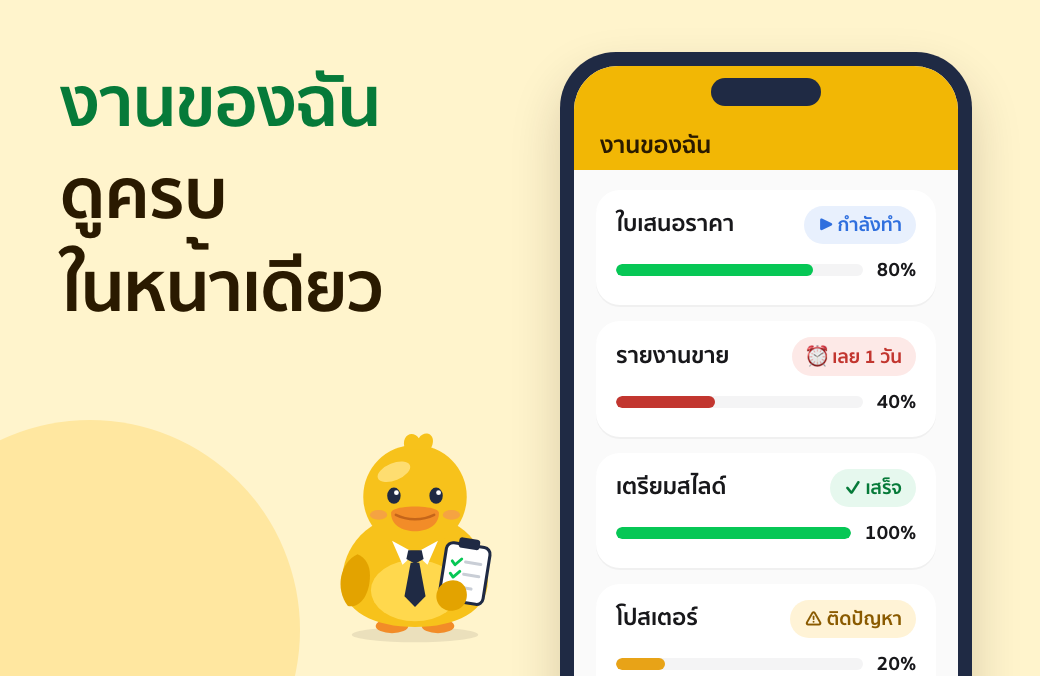 งานของฉัน
ดูครบ
ในหน้าเดียว
งานของฉัน
ใบเสนอราคา
กำลังทำ
80%
รายงานขาย
เลย 1 วัน
40%
เตรียมสไลด์
เสร็จ
100%
โปสเตอร์
ติดปัญหา
20%